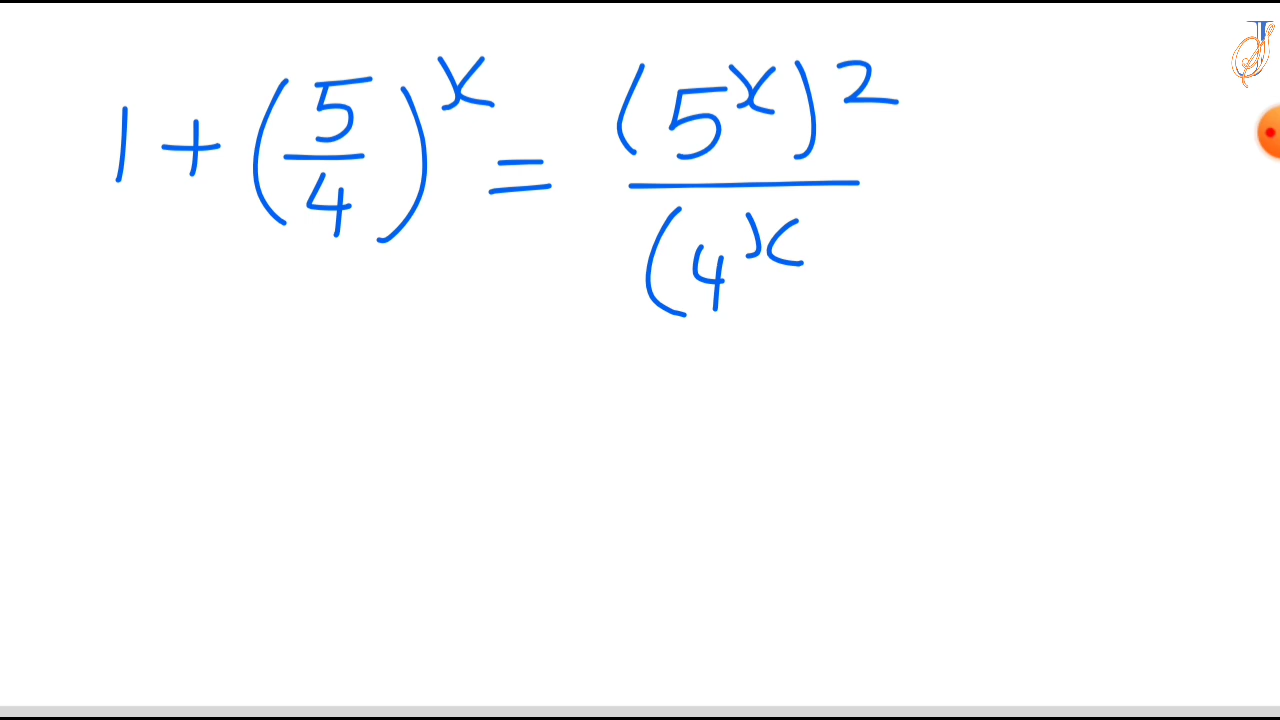 1 + (5/4)^x = (5^x)^2 / (4^x